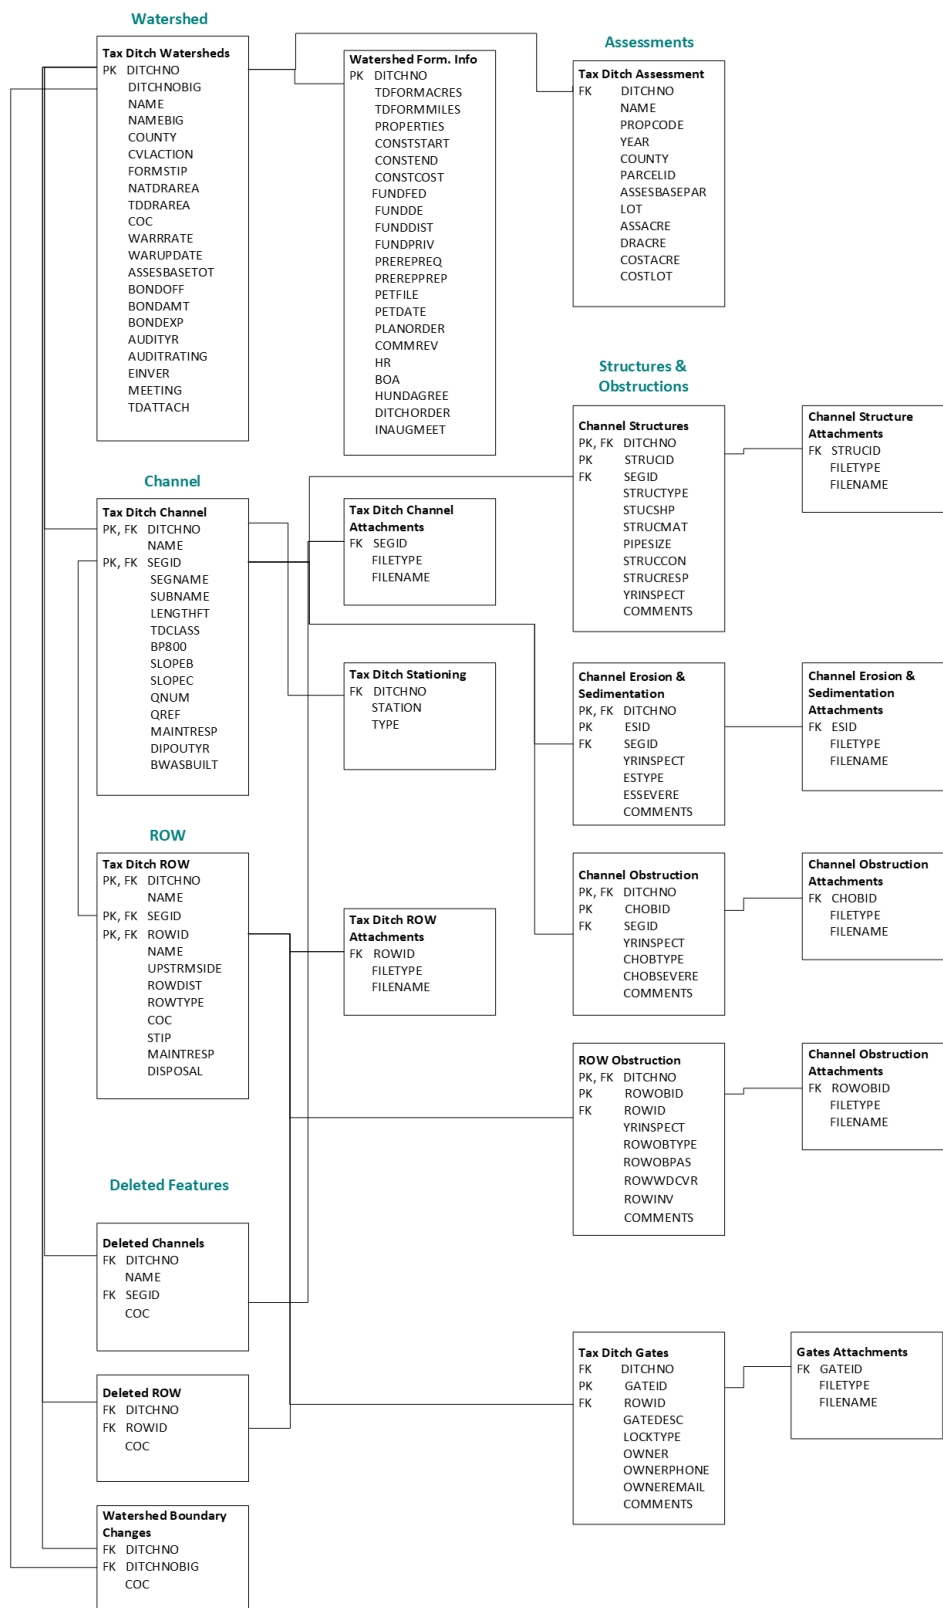 Watershed
Tax Ditch Watersheds
PK DITCHNO
DITCHNOBIG
NAME
NAMEBIG
COUNTY
CVLACTION
FORMSTIP
NATDRAREA
TDDRAREA
COC
WARRRATE
WARUPDATE
ASSESBASETOT
BONDOFF
BONDAMT
BONDEXP
AUDITYR
AUDITRATING
EINVER
MEETING
TDATTACH
Watershed Form. Info
PK DITCHNO
TDFORMACRES
TDFORMMILES
PROPERTIES
CONSTSTART
CONSTEND
CONSTCOST
FUNDFED
FUNDDE
FUNDDIST
FUNDPRIV
PREREPREQ
PREREPPREP
PETFILE
PETDATE
PLANORDER
COMMREV
HR
BOA
HUNDAGREE
DITCHORDER
INAUGMEET
Assessments
Tax Ditch Assessment
FK DITCHNO
NAME
PROPCODE
YEAR
COUNTY
PARCELID
ASSESBASEPAR
LOT
ASSACRE
DRACRE
COSTACRE
COSTLOT
Channel
Tax Ditch Channel
PK, FK DITCHNO
NAME
PK, FK SEGID
SEGNAME
SUBNAME
LENGTHFT
TDCLASS
BP800
SLOPEB
SLOPEC
QNUM
QREF
MAINTRESP
DIPOUTYR
BWASBUILT
Tax Ditch Channel
Attachments
FK SEGID
FILETYPE
FILENAME
Tax Ditch Stationing
FK DITCHNO
STATION
TYPE
Structures &
Obstructions
Channel Structures
PK, FK DITCHNO
PK STRUCID
FK SEGID
STRUCTYPE
STUCSHP
STRUCMAT
PIPESIZE
STRUCCON
STRUCRESP
YRINSPECT
COMMENTS
Channel Structure
Attachments
FK STRUCID
FILETYPE
FILENAME
Channel Erosion &
Sedimentation
PK, FK DITCHNO
PK ESID
FK SEGID
YRINSPECT
ESTYPE
ESSEVERE
COMMENTS
Channel Erosion &
Sedimentation
Attachments
FK ESID
FILETYPE
FILENAME
ROW
Tax Ditch ROW
PK, FK DITCHNO
NAME
PK, FK SEGID
PK, FK ROWID
NAME
UPSTRMSIDE
ROWDIST
ROWTYPE
COC
STIP
MAINTRESP
DISPOSAL
Tax Ditch ROW
Attachments
FK ROWID
FILETYPE
FILENAME
Channel Obstruction
PK, FK DITCHNO
PK CHOBID
FK SEGID
YRINSPECT
CHOBTYPE
CHOBSEVERE
COMMENTS
Channel Obstruction
Attachments
FK CHOBID
FILETYPE
FILENAME
ROW Obstruction
PK, FK DITCHNO
PK ROWOBID
FK ROWID
YRINSPECT
ROWOBTYPE
ROWOBPAS
ROWWDCVR
ROWINV
COMMENTS
Channel Obstruction
Attachments
FK ROWOBID
FILETYPE
FILENAME
Deleted Features
Deleted Channels
FK DITCHNO
NAME
FK SEGID
COC
Deleted ROW
FK DITCHNO
FK ROWID
COC
Watershed Boundary
Changes
FK DITCHNO
FK DITCHNOBIG
COC
Tax Ditch Gates
FK DITCHNO
PK GATEID
FK ROWID
GATEDESC
LOCKTYPE
OWNER
OWNERPHONE
OWNEREMAIL
COMMENTS
Gates Attachments
FK GATEID
FILETYPE
FILENAME